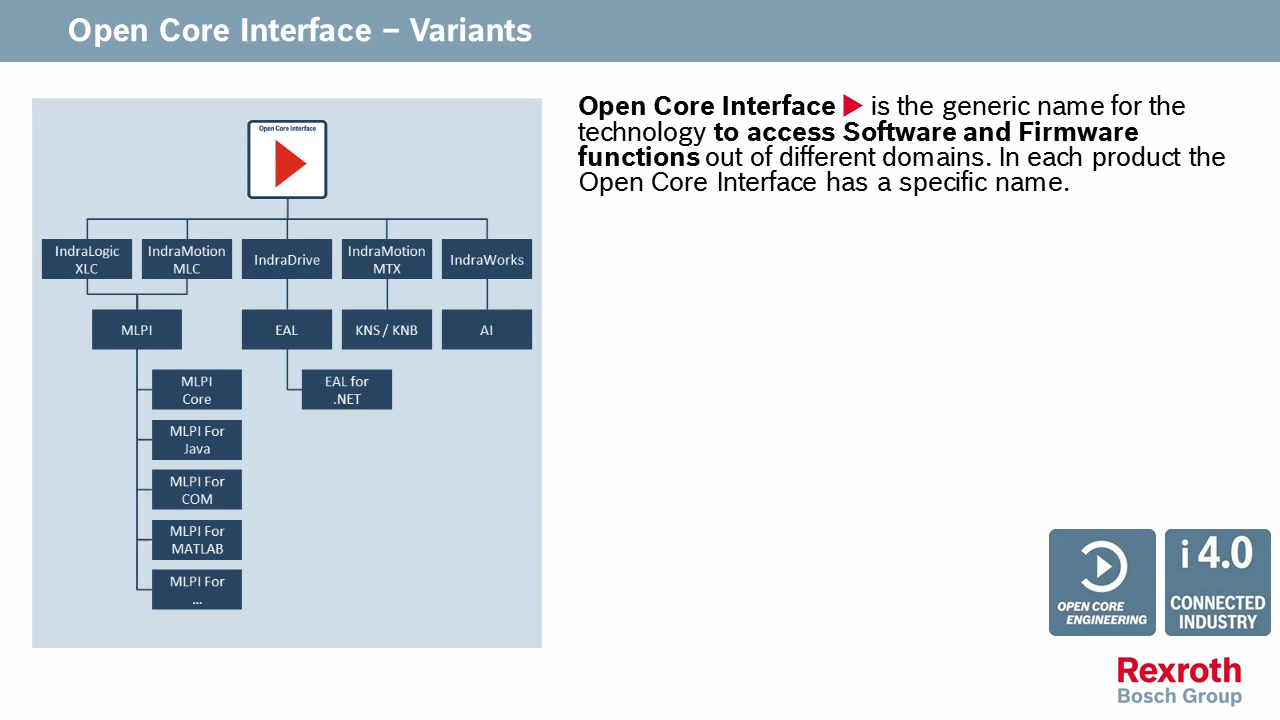 Open Core Interface – Variants
Open Core Interface
IndraLogic
XLC
IndraMotion
MLC
IndraDrive
IndraMotion
MTX
IndraWorks
MLPI
EAL
KNS / KNB
AI
MLPI
Core
EAL for
.NET
MLPI For
Java
MLPI For
COM
MLPI For
MATLAB
MLPI For
...
Open Core Interface ▶ is the generic name for the
technology to access Software and Firmware
functions out of different domains. In each product the
Open Core Interface has a specific name.
OPEN CORE
ENGINEERING
i 4.0
CONNECTED
INDUSTRY
Rexroth
Bosch Group